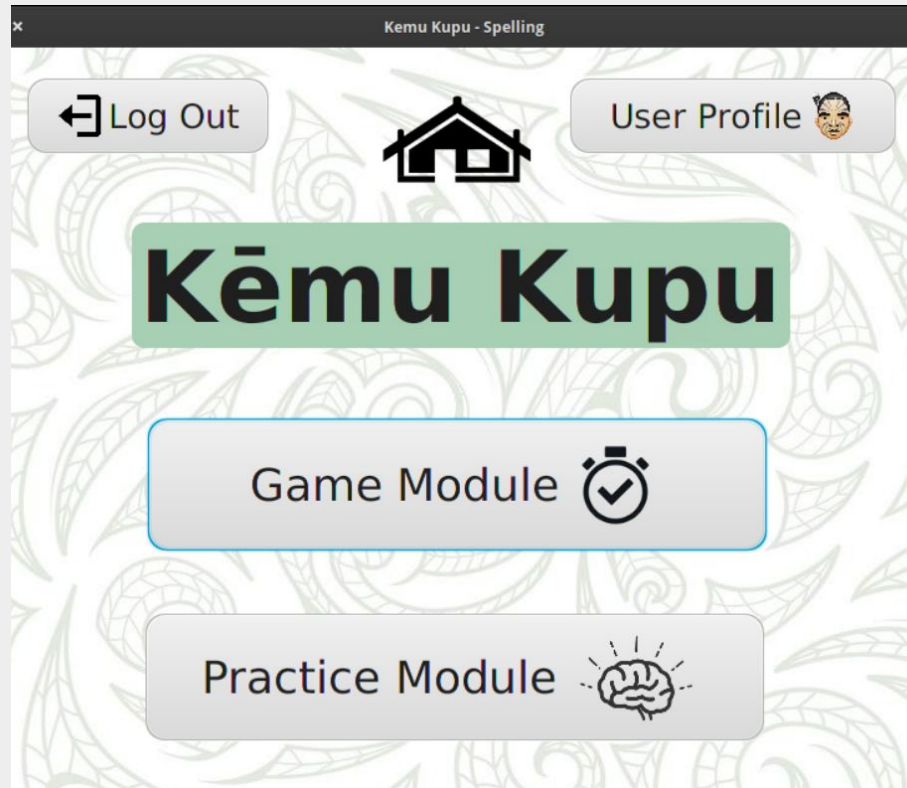 Kemu Kupu - Spelling
Log Out
User Profile
Kēmu Kupu
Game Module
Practice Module